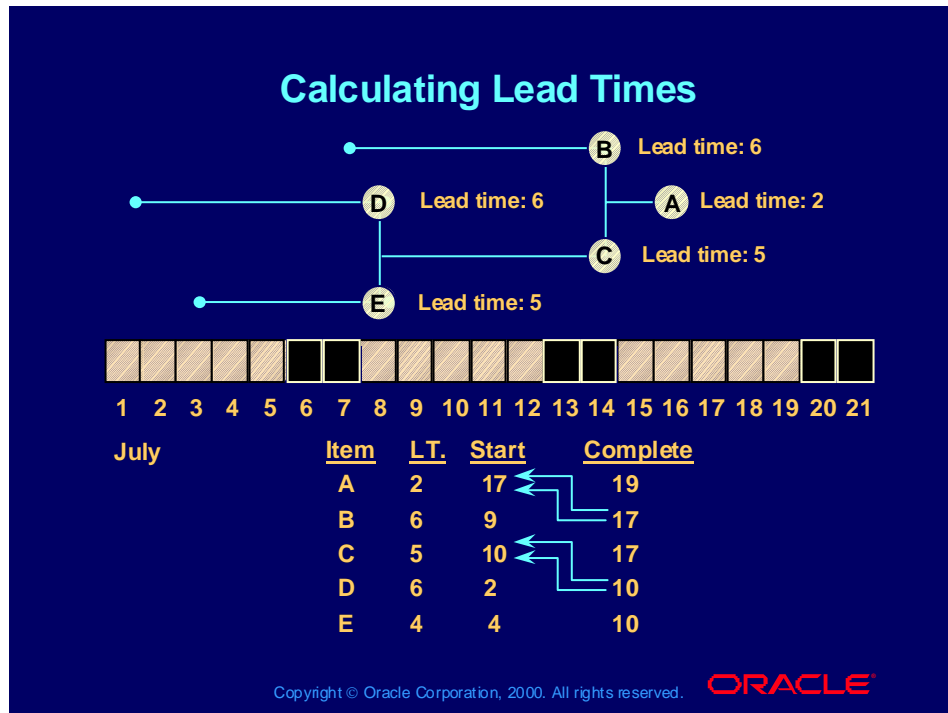 Calculating Lead Times
B Lead time: 6
D Lead time: 6 A Lead time: 2
C Lead time: 5
E Lead time: 5
1 2 3 4 5 6 7 8 9 10 11 12 13 14 15 16 17 18 19 20 21
July
Item L.T. Start Complete
A 2 17 19
B 6 9 17
C 5 10 17
D 6 2 10
E 4 4 10
Copyright © Oracle Corporation, 2000. All rights reserved. ORACLE®